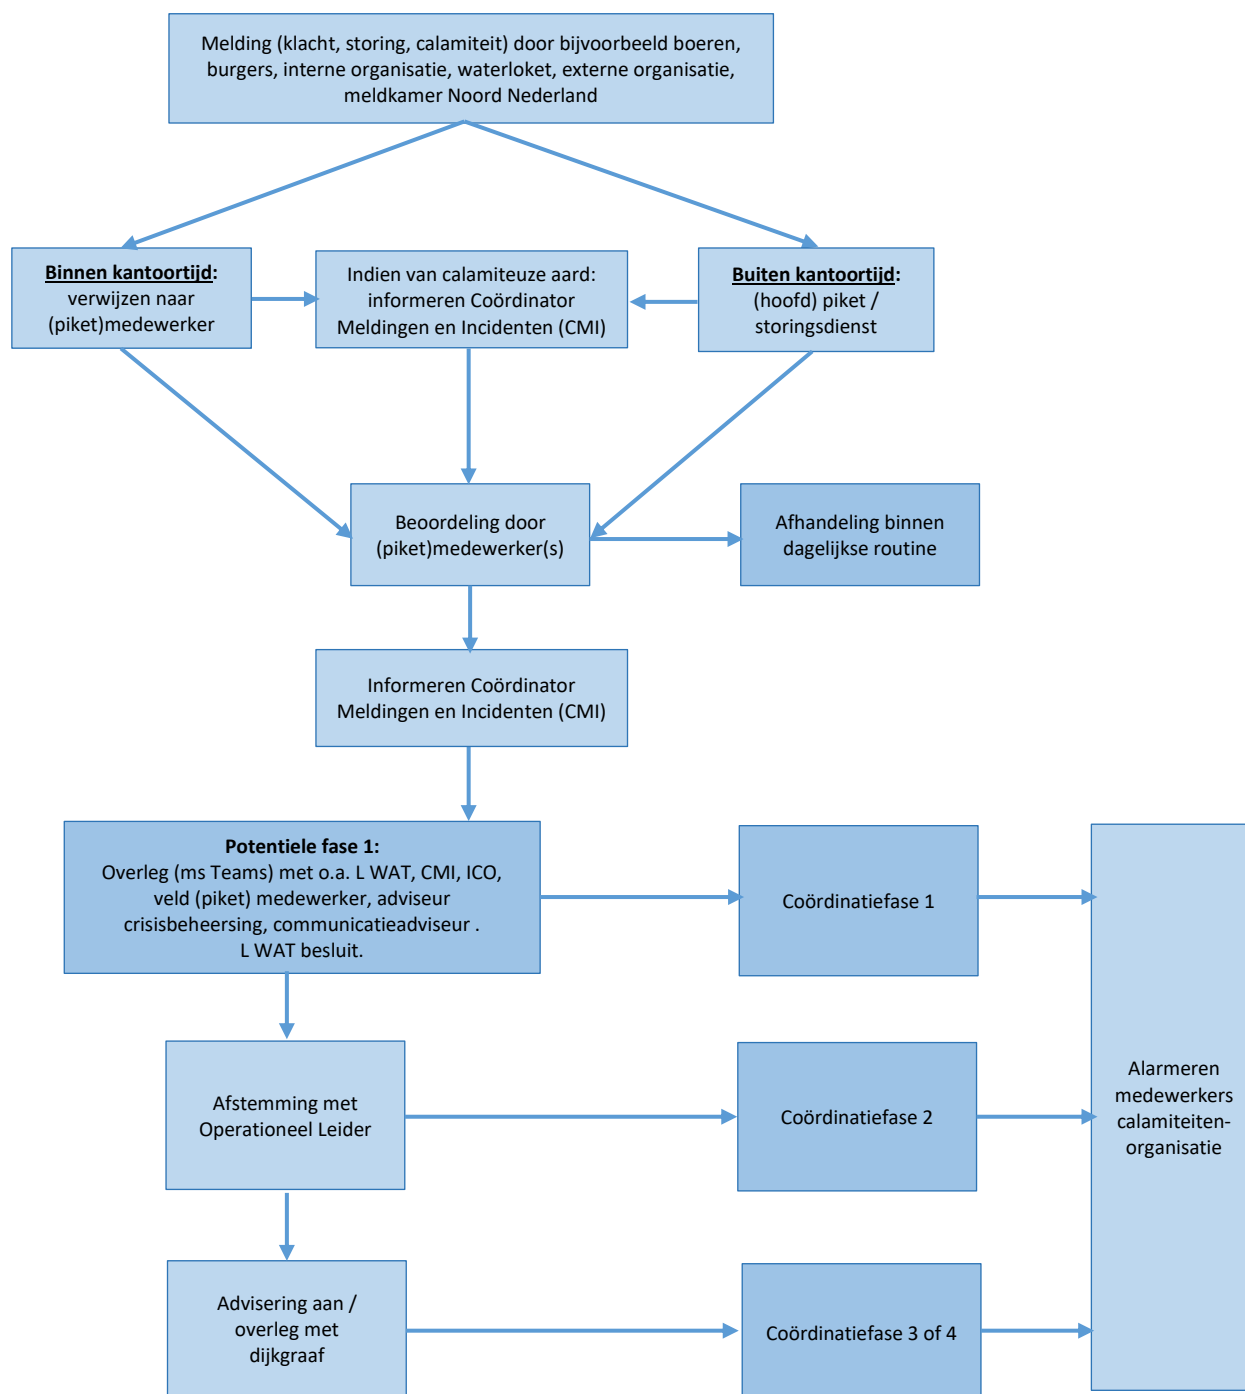 Melding (klacht, storing, calamiteit) door bijvoorbeeld boeren,
burgers, interne organisatie, waterloket, externe organisatie,
meldkamer Noord Nederland
Binnen kantoortijd:
verwijzen naar
(piket)medewerker
Indien van calamiteuze aard:
informeren Coördinator
Meldingen en Incidenten (CMI)
Buiten kantoortijd:
(hoofd) piket /
storingsdienst
Beoordeling door
(piket)medewerker(s)
Afhandeling binnen
dagelijkse routine
Informeren Coördinator
Meldingen en Incidenten (CMI)
Potentiele fase 1:
Overleg (ms Teams) met o.a. L WAT, CMI, ICO,
veld (piket) medewerker, adviseur
crisisbeheersing, communicatieadviseur .
L WAT besluit.
Coördinatiefase 1
Afstemming met
Operationeel Leider
Coördinatiefase 2
Alarmeren
medewerkers
calamiteiten-
organisatie
Advisering aan /
overleg met
dijkgraaf
Coördinatiefase 3 of 4